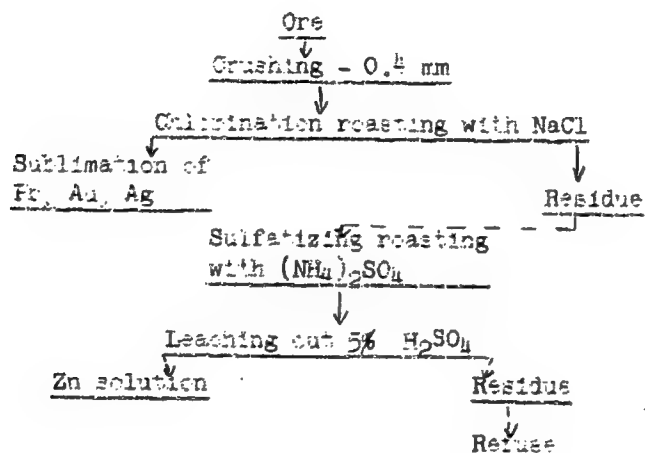 Ore
Crushing - 0.4 mm
Chlorination roasting with NaCl
Sublimation of
Pb, Au, Ag
Residue
Sulfatizing roasting
with (NH4)2SO4
Leaching out 5% H2SO4
Zn solution
Residue
Refuse